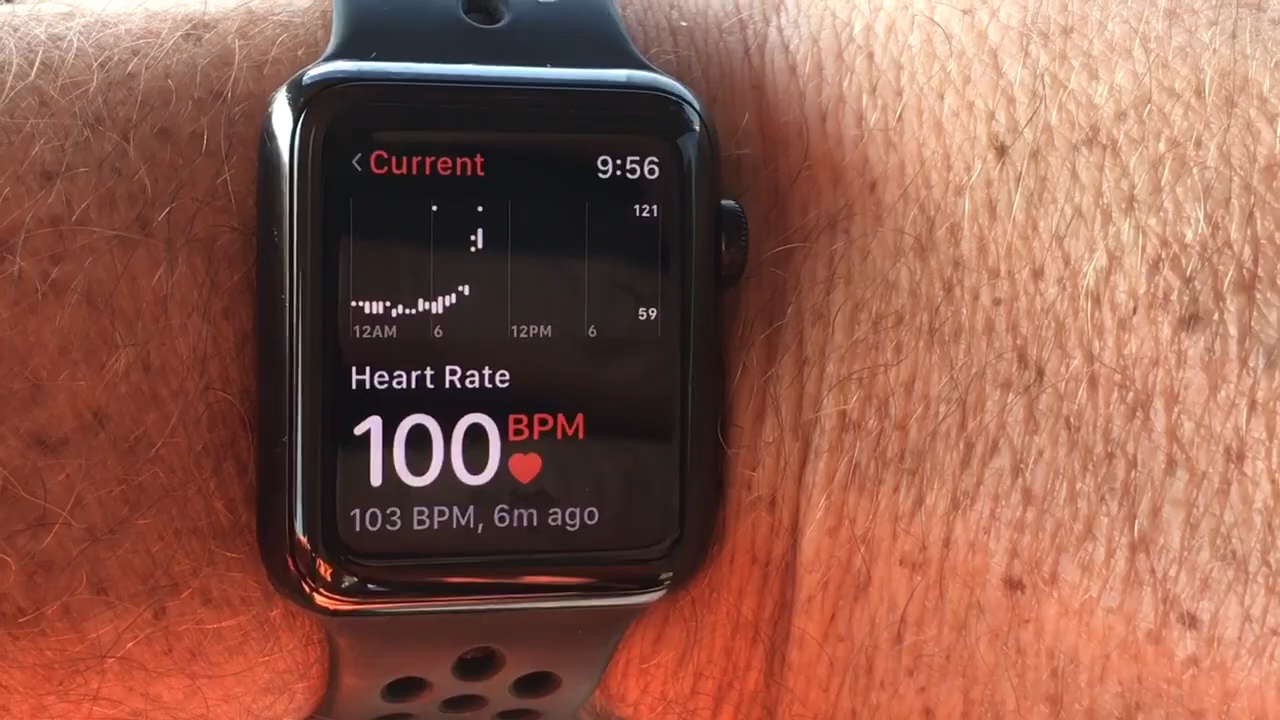 < Current 9:56
121
59
12AM 6 12PM 6
Heart Rate
100 BPM
103 BPM, 6m ago